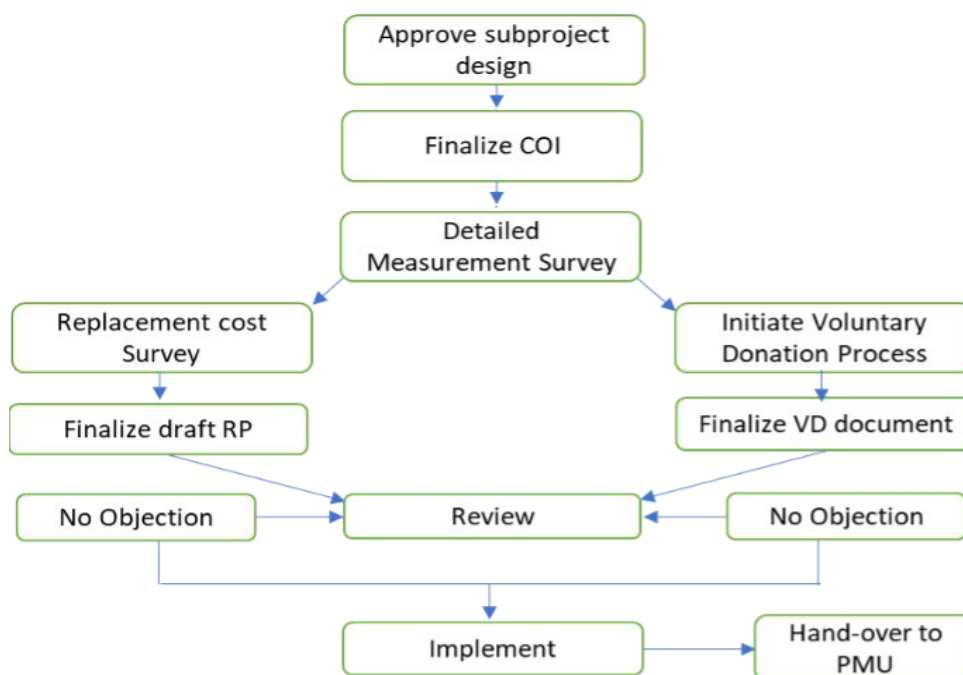 Approve subproject
design
Finalize COI
Detailed
Measurement Survey
Replacement cost
Survey
Initiate Voluntary
Donation Process
Finalize draft RP
Finalize VD document
No Objection
Review
No Objection
Implement
Hand-over to
PMU